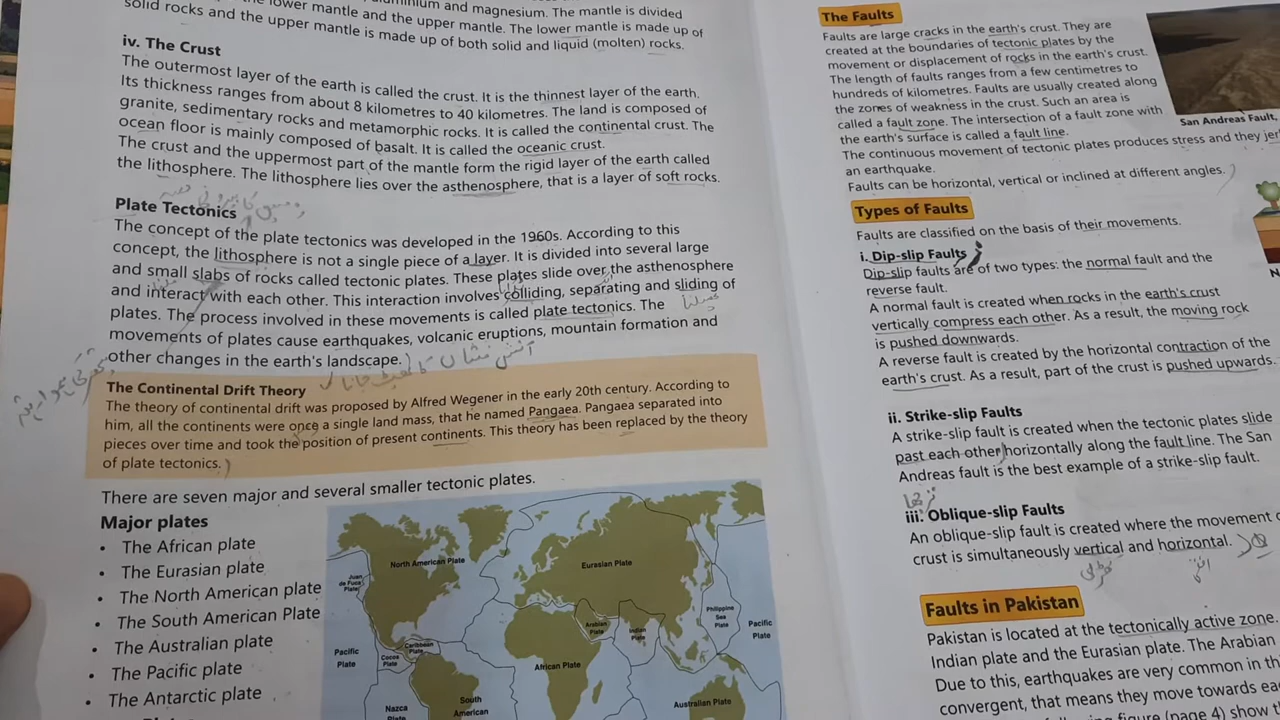 lower mantle and the upper mantle. The lower mantle is made up of
solid rocks and the upper mantle is made up of both solid and liquid (molten) rocks.
iv. The Crust
The outermost layer of the earth is called the crust. It is the thinnest layer of the earth.
Its thickness ranges from about 8 kilometres to 40 kilometres. The land is composed of
granite, sedimentary rocks and metamorphic rocks. It is called the continental crust. The
ocean floor is mainly composed of basalt. It is called the oceanic crust.
The crust and the uppermost part of the mantle form the rigid layer of the earth called
the lithosphere. The lithosphere lies over the asthenosphere, that is a layer of soft rocks.
Plate Tectonics
The concept of the plate tectonics was developed in the 1960s. According to this
concept, the lithosphere is not a single piece of a layer. It is divided into several large
and small slabs of rocks called tectonic plates. These plates slide over the asthenosphere
and interact with each other. This interaction involves colliding, separating and sliding of
plates. The process involved in these movements is called plate tectonics. The
movements of plates cause earthquakes, volcanic eruptions, mountain formation and
other changes in the earth's landscape.
The Continental Drift Theory
The theory of continental drift was proposed by Alfred Wegener in the early 20th century. According to
him, all the continents were once a single land mass, that he named Pangaea. Pangaea separated into
pieces over time and took the position of present continents. This theory has been replaced by the theory
of plate tectonics.
There are seven major and several smaller tectonic plates.
Major plates
• The African plate
• The Eurasian plate
• The North American plate
• The South American Plate
• The Australian plate
• The Pacific plate
• The Antarctic plate
North American Plate
Eurasian Plate
Juan
de Fuca
Plate
Caribbean
Plate
Cocos
Plate
Pacific
Plate
Nazca
Plate
South
American
African Plate
Arabian
Plate
Indian
Plate
Philippine
Sea
Plate
Pacific
Plate
Australian Plate
The Faults
Faults are large cracks in the earth's crust. They are
created at the boundaries of tectonic plates by the
movement or displacement of rocks in the earth's crust.
The length of faults ranges from a few centimetres to
hundreds of kilometres. Faults are usually created along
the zones of weakness in the crust. Such an area is
called a fault zone. The intersection of a fault zone with
the earth's surface is called a fault line.
The continuous movement of tectonic plates produces stress and they
an earthquake.
Faults can be horizontal, vertical or inclined at different angles.
San Andreas Fault,
Types of Faults
Faults are classified on the basis of their movements.
i. Dip-slip Faults
Dip-slip faults are of two types: the normal fault and the
reverse fault.
A normal fault is created when rocks in the earth's crust
vertically compress each other. As a result, the moving rock
is pushed downwards.
A reverse fault is created by the horizontal contraction of the
earth's crust. As a result, part of the crust is pushed upwards.
ii. Strike-slip Faults
A strike-slip fault is created when the tectonic plates slide
past each other horizontally along the fault line. The San
Andreas fault is the best example of a strike-slip fault.
iii. Oblique-slip Faults
An oblique-slip fault is created where the movement
crust is simultaneously vertical and horizontal.
Faults in Pakistan
Pakistan is located at the tectonically active zone.
Indian plate and the Eurasian plate. The Arabian
Due to this, earthquakes are very common in
convergent, that means they move towards
figure (page 4) show